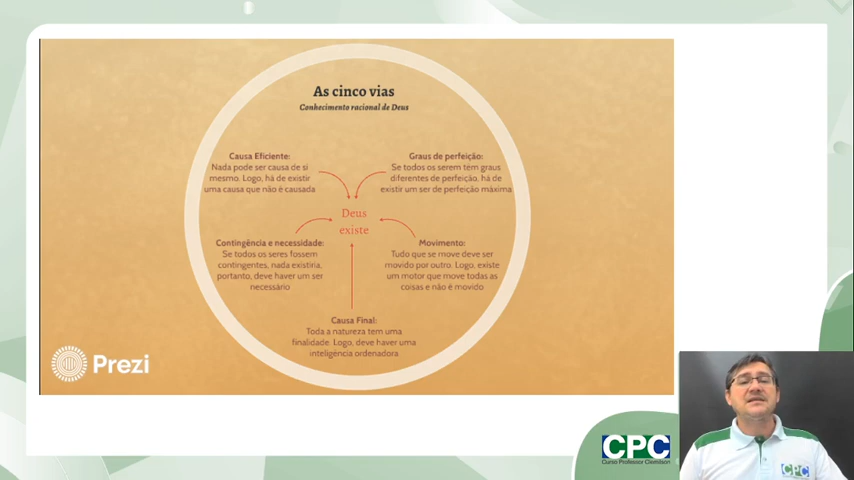 As cinco vias
Conhecimento racional de Deus
Causa Eficiente:
Nada pode ser causa de si
mesmo. Logo, há de existir
uma causa que não é causada
Graus de perfeição:
Se todos os serem têm graus
diferentes de perfeição, há de
existir um ser de perfeição máxima
Deus
existe
Contingência e necessidade:
Se todos os seres fossem
contingentes, nada existiria,
portanto, deve haver um ser
necessário
Movimento:
Tudo que se move deve ser
movido por outro. Logo, existe
um motor que move todas as
coisas e não é movido
Causa Final:
Toda a natureza tem uma
finalidade. Logo, deve haver uma
inteligência ordenadora
Prezi
CPC
Curso Professor Clemilson
CPC